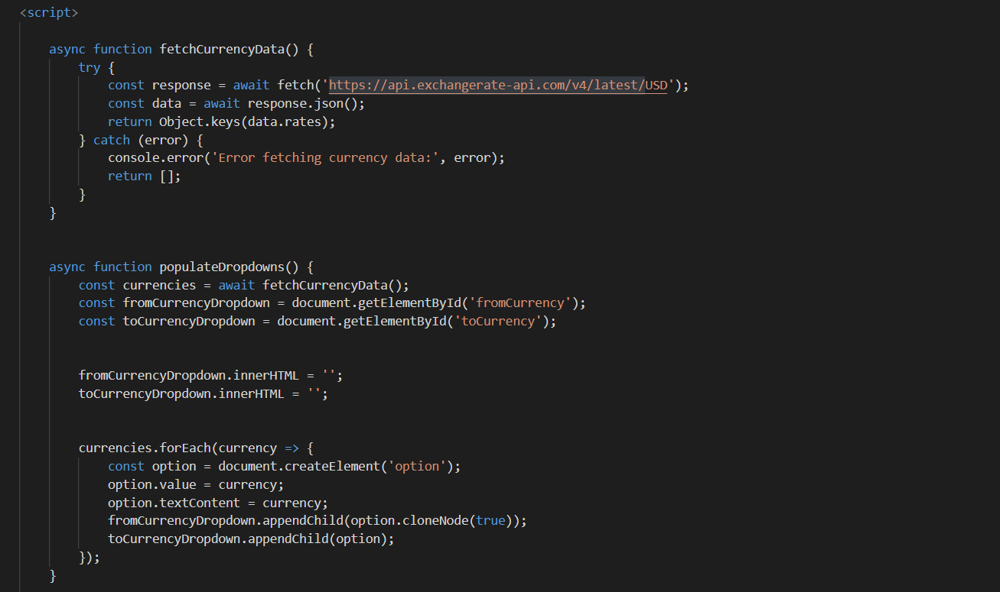 <script>
async function fetchCurrencyData() {
try {
const response = await fetch('https://api.exchangerate-api.com/v4/latest/USD');
const data = await response.json();
return Object.keys(data.rates);
} catch (error) {
console.error('Error fetching currency data:', error);
return [];
}
}
async function populateDropdowns() {
const currencies = await fetchCurrencyData();
const fromCurrencyDropdown = document.getElementById('fromCurrency');
const toCurrencyDropdown = document.getElementById('toCurrency');
fromCurrencyDropdown.innerHTML = '';
toCurrencyDropdown.innerHTML = '';
currencies.forEach(currency => {
const option = document.createElement('option');
option.value = currency;
option.textContent = currency;
fromCurrencyDropdown.appendChild(option.cloneNode(true));
toCurrencyDropdown.appendChild(option);
});
}